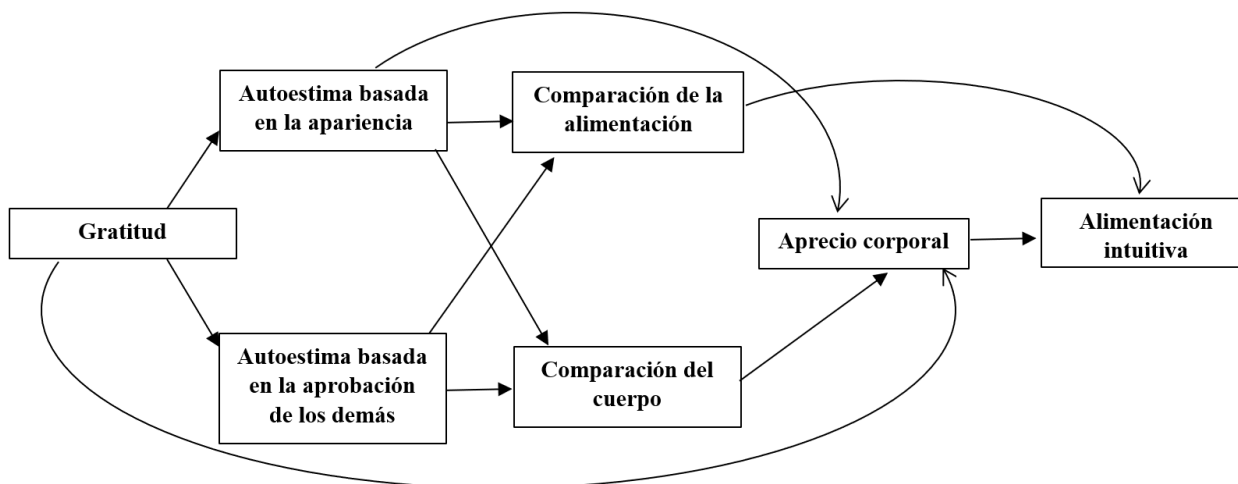 Autoestima basada
en la apariencia
Comparación de la
alimentación
Gratitud
Aprecio corporal
Alimentación
intuitiva
Autoestima basada
en la aprobación
de los demás
Comparación del
cuerpo